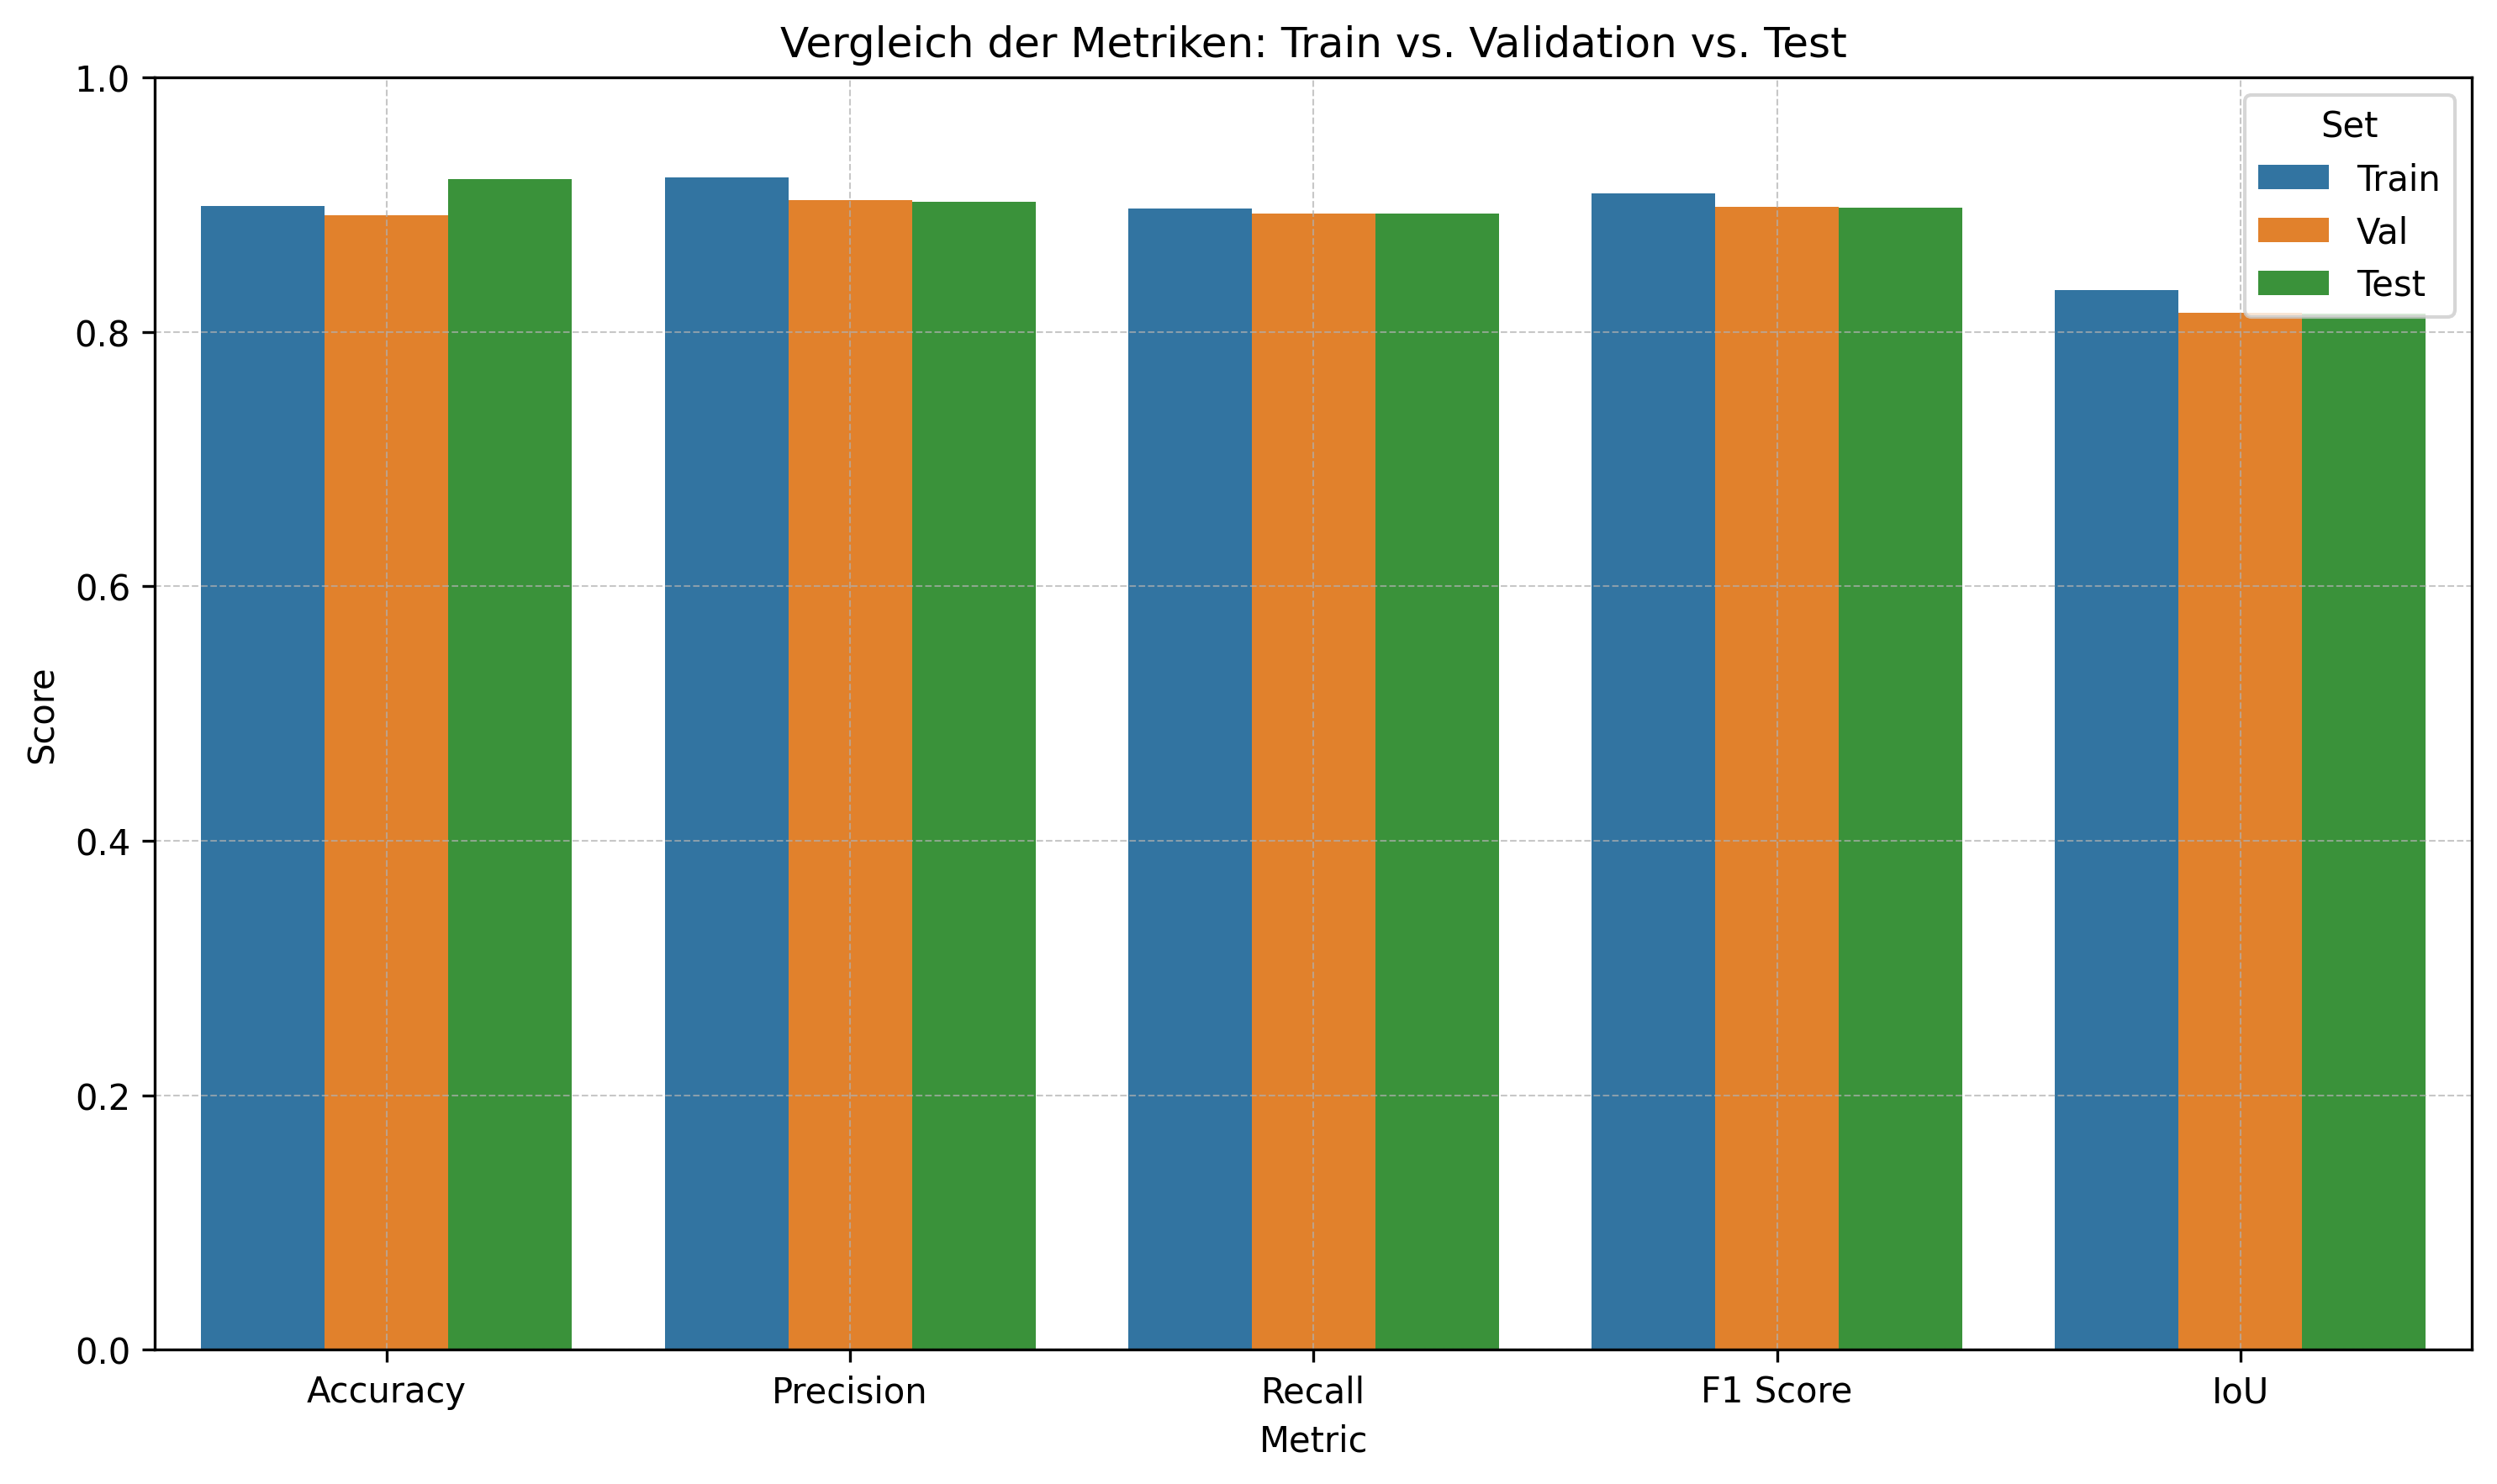 Vergleich der Metriken: Train vs. Validation vs. Test
1.0
0.8
0.6
0.4
0.2
0.0
Score
Set
Train
Val
Test
Accuracy
Precision
Recall
F1 Score
IoU
Metric